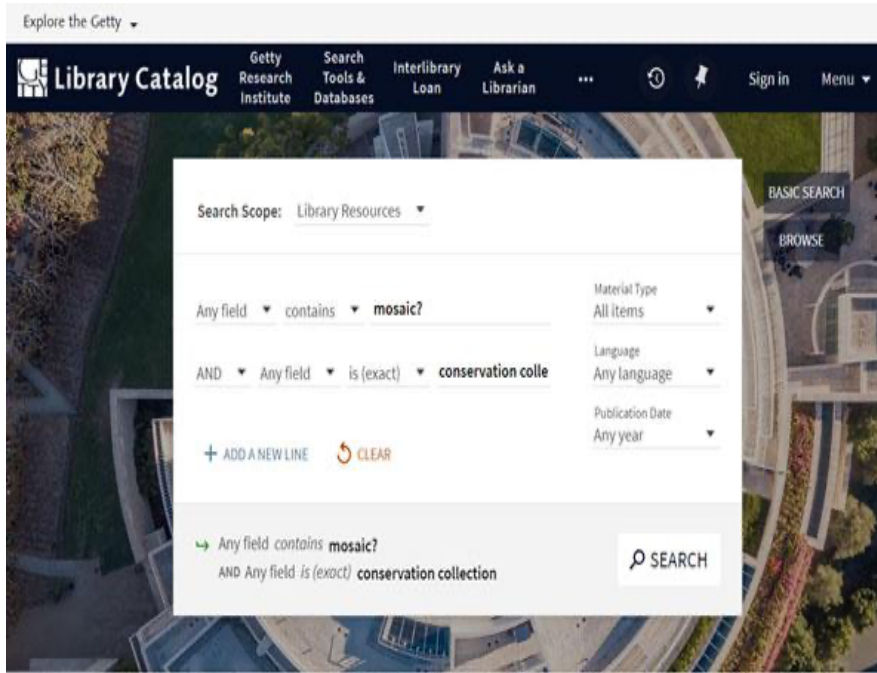 Explore the Getty
Library Catalog
Getty Research Institute
Search Tools & Databases
Interlibrary Loan
Ask a Librarian
...
Sign in
Menu
BASIC SEARCH
BROWSE
Search Scope: Library Resources
Any field contains mosaic?
AND Any field is (exact) conservation colle
Material Type
All items
Language
Any language
Publication Date
Any year
+ ADD A NEW LINE
CLEAR
Any field contains mosaic?
AND Any field is (exact) conservation collection
SEARCH